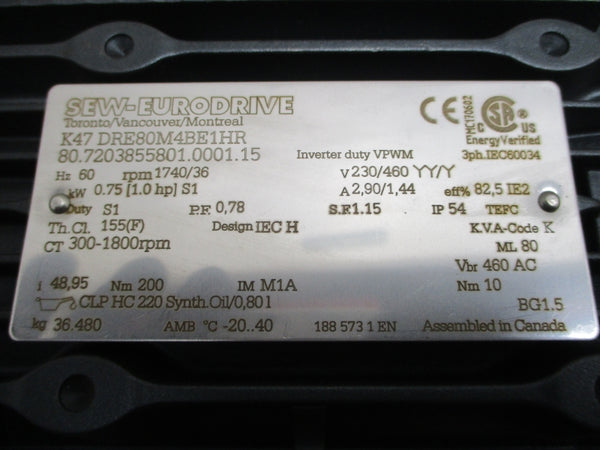 SEW-EURODRIVE
Toronto/Vancouver/Montreal
CE MC170602 C SA US
K47 DRE80M4BE1HR EnergyVerified
80.7203855801.0001.15 Inverter duty VPWM 3ph.IEC60034
Hz 60 rpm 1740/36 V 230/460 YY/Y
kW 0.75 [1.0 hp] S1 A 2,90/1,44 eff% 82,5 IE2
Duty S1 P.F. 0,78 S.F.1.15 IP 54 TEFC
Th.Cl. 155(F) Design IEC H K.V.A-Code K
CT 300-1800rpm ML 80
Vbr 460 AC
i 48,95 Nm 200 IM M1A Nm 10
CLP HC 220 Synth.Oil/0,80 l BG1.5
kg 36.480 AMB °C -20..40 188 573 1 EN Assembled in Canada